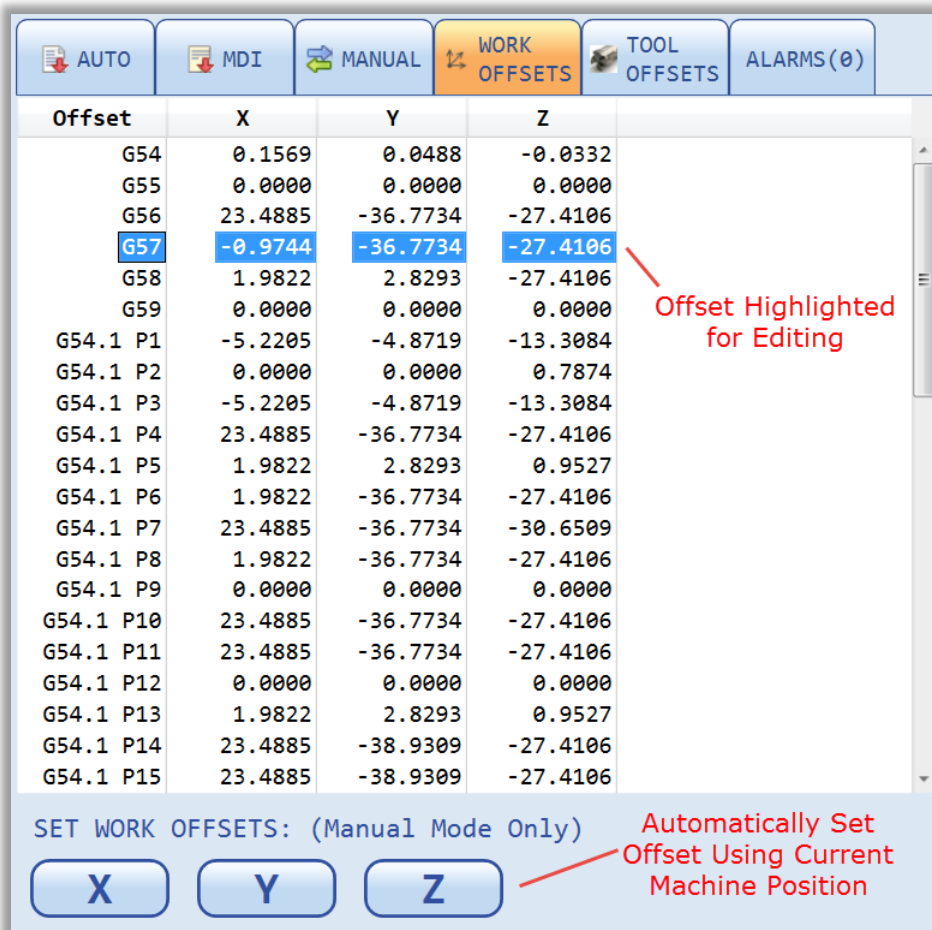 AUTO MDI MANUAL WORK OFFSETS TOOL OFFSETS ALARMS(0)
Offset X Y Z
G54 0.1569 0.0488 -0.0332
G55 0.0000 0.0000 0.0000
G56 23.4885 -36.7734 -27.4106
G57 -0.9744 -36.7734 -27.4106
G58 1.9822 2.8293 -27.4106
G59 0.0000 0.0000 0.0000
Offset Highlighted
for Editing
G54.1 P1 -5.2205 -4.8719 -13.3084
G54.1 P2 0.0000 0.0000 0.7874
G54.1 P3 -5.2205 -4.8719 -13.3084
G54.1 P4 23.4885 -36.7734 -27.4106
G54.1 P5 1.9822 2.8293 0.9527
G54.1 P6 1.9822 -36.7734 -27.4106
G54.1 P7 23.4885 -36.7734 -30.6509
G54.1 P8 1.9822 -36.7734 -27.4106
G54.1 P9 0.0000 0.0000 0.0000
G54.1 P10 23.4885 -36.7734 -27.4106
G54.1 P11 23.4885 -36.7734 -27.4106
G54.1 P12 0.0000 0.0000 0.0000
G54.1 P13 1.9822 2.8293 0.9527
G54.1 P14 23.4885 -38.9309 -27.4106
G54.1 P15 23.4885 -38.9309 -27.4106
SET WORK OFFSETS: (Manual Mode Only)
X Y Z
Automatically Set
Offset Using Current
Machine Position